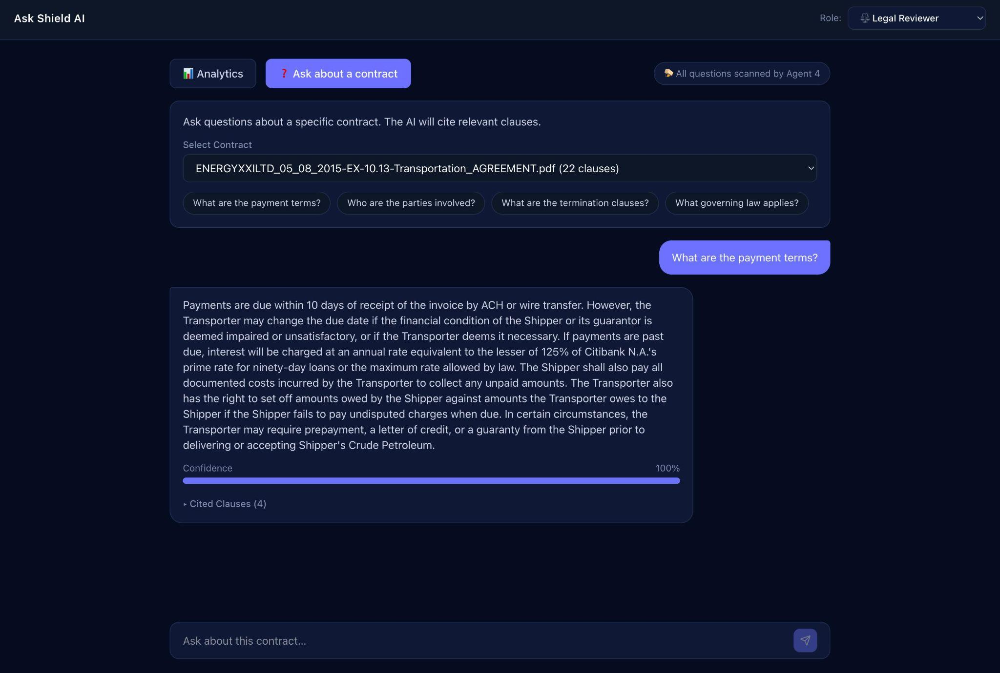 Ask Shield AI
Role: Legal Reviewer
Analytics
Ask about a contract
All questions scanned by Agent 4
Ask questions about a specific contract. The AI will cite relevant clauses.
Select Contract
ENERGYXXILTD_05_08_2015-EX-10.13-Transportation_AGREEMENT.pdf (22 clauses)
What are the payment terms?
Who are the parties involved?
What are the termination clauses?
What governing law applies?
What are the payment terms?
Payments are due within 10 days of receipt of the invoice by ACH or wire transfer. However, the
Transporter may change the due date if the financial condition of the Shipper or its guarantor is
deemed impaired or unsatisfactory, or if the Transporter deems it necessary. If payments are past
due, interest will be charged at an annual rate equivalent to the lesser of 125% of Citibank N.A.'s
prime rate for ninety-day loans or the maximum rate allowed by law. The Shipper shall also pay all
documented costs incurred by the Transporter to collect any unpaid amounts. The Transporter also
has the right to set off amounts owed by the Shipper against amounts the Transporter owes to the
Shipper if the Shipper fails to pay undisputed charges when due. In certain circumstances, the
Transporter may require prepayment, a letter of credit, or a guaranty from the Shipper prior to
delivering or accepting Shipper's Crude Petroleum.
Confidence 100%
Cited Clauses (4)
Ask about this contract...